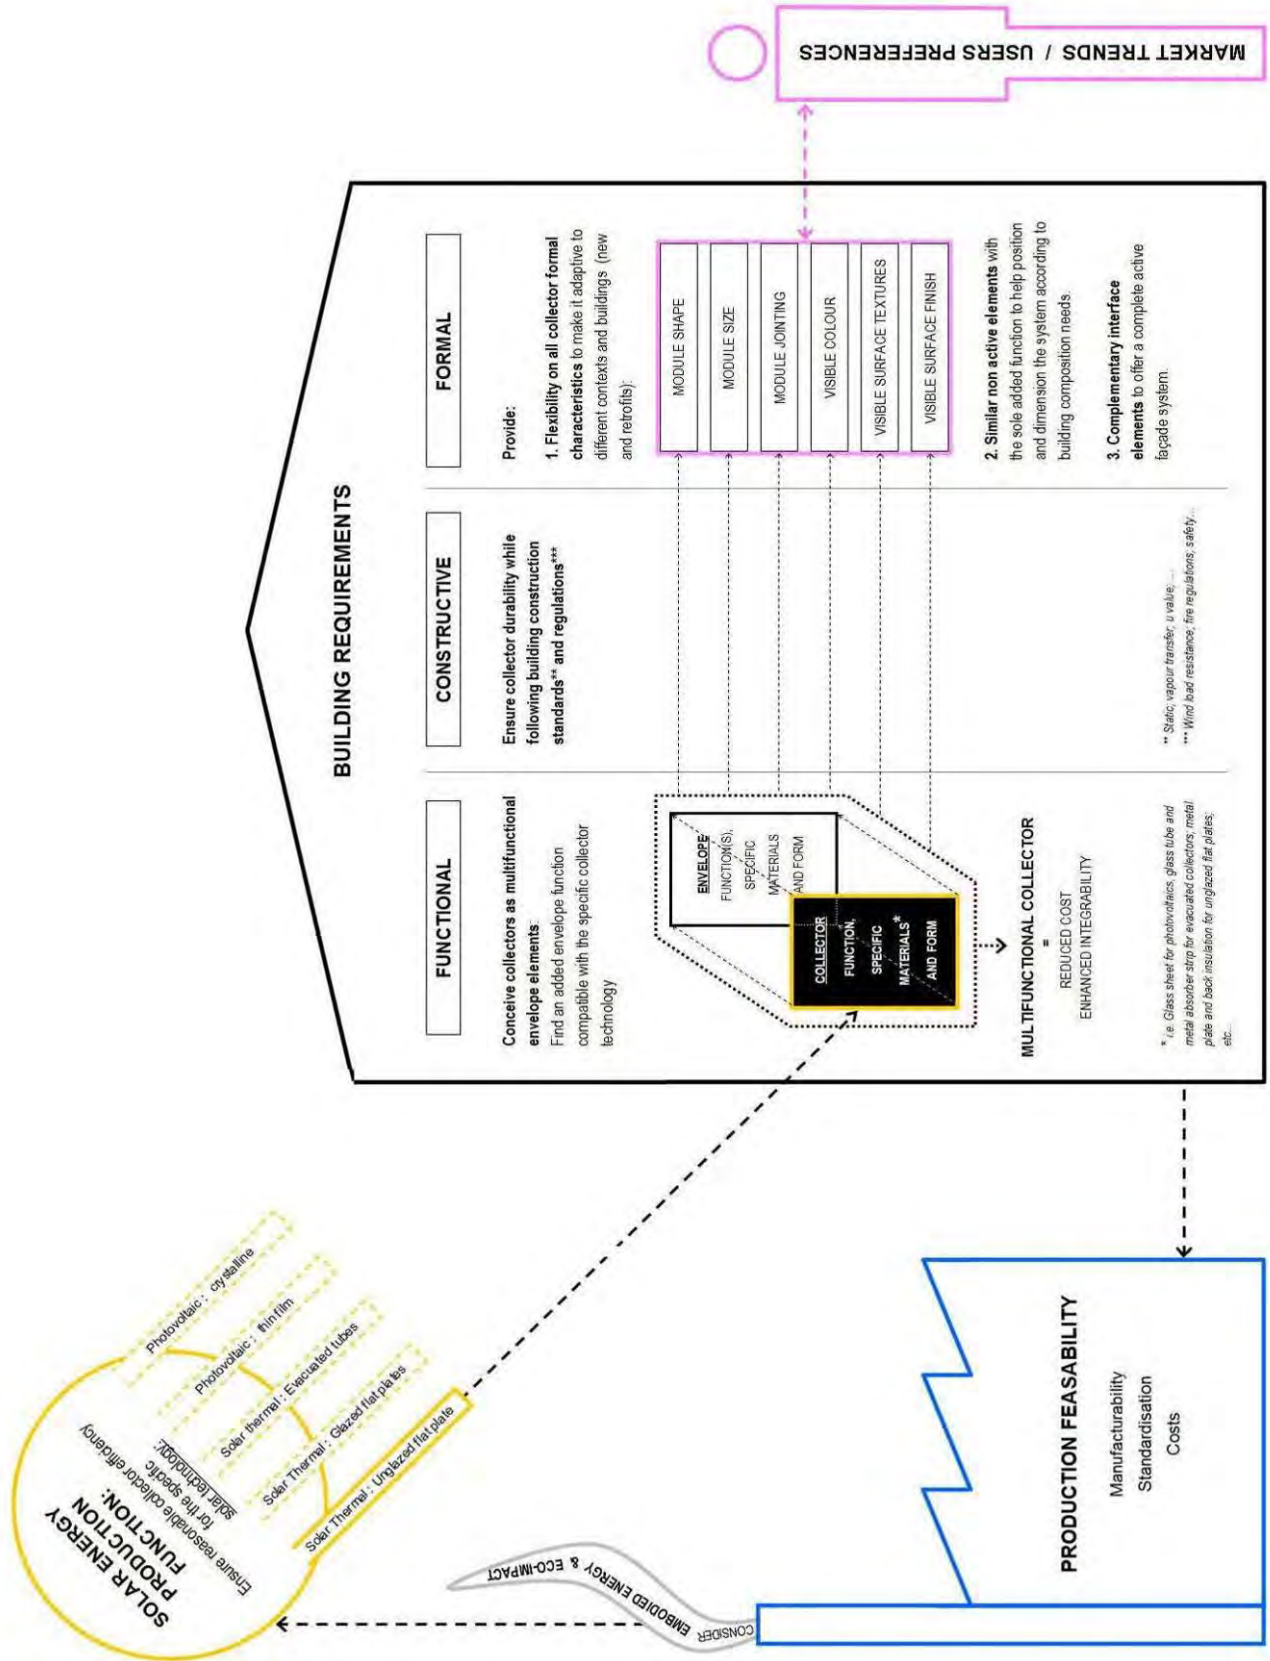 SOLAR ENERGY
PRODUCTION
FUNCTION:
Ensure reasonable collector efficiency
for the specific
solar technology:
Photovoltaic : crystalline
Photovoltaic : thin film
Solar thermal : Evacuated tubes
Solar Thermal : Glazed flat plates
Solar Thermal : Unglazed flat plate
BUILDING REQUIREMENTS
FUNCTIONAL
Conceive collectors as multifunctional
envelope elements:
Find an added envelope function
compatible with the specific collector
technology
ENVELOPE
FUNCTION(S),
SPECIFIC
MATERIALS
AND FORM
COLLECTOR
FUNCTION,
SPECIFIC
MATERIALS*
AND FORM
MULTIFUNCTIONAL COLLECTOR
=
REDUCED COST
ENHANCED INTEGRABILITY
* i.e. Glass sheet for photovoltaics, glass tube and
metal absorber strip for evacuated collectors; metal
plate and back insulation for unglazed flat plates;
etc...
CONSTRUCTIVE
Ensure collector durability while
following building construction
standards** and regulations***
** Static; vapour transfer; u value; ...
*** Wind load resistance; fire regulations; safety...
FORMAL
Provide:
1. Flexibility on all collector formal
characteristics to make it adaptive to
different contexts and buildings (new
and retrofits):
MODULE SHAPE
MODULE SIZE
MODULE JOINTING
VISIBLE COLOUR
VISIBLE SURFACE TEXTURES
VISIBLE SURFACE FINISH
2. Similar non active elements with
the sole added function to help position
and dimension the system according to
building composition needs.
3. Complementary interface
elements to offer a complete active
façade system.
MARKET TRENDS / USERS PREFERENCES
CONSIDER EMBODIED ENERGY & ECO-IMPACT
PRODUCTION FEASABILITY
Manufacturability
Standardisation
Costs